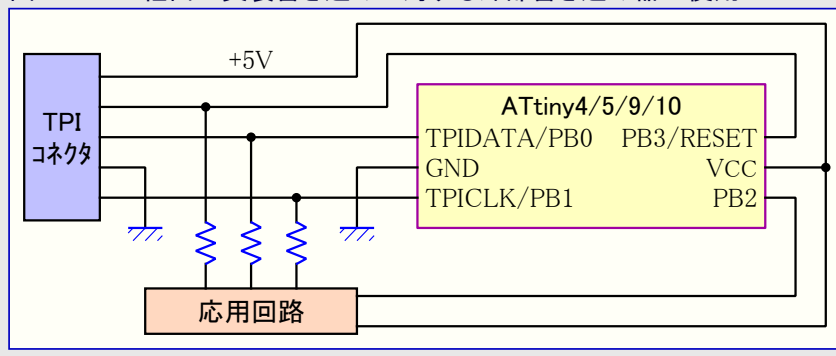 +5V
TPI
コネクタ
ATtiny4/5/9/10
TPIDATA/PB0 PB3/RESET
GND VCC
TPICLK/PB1 PB2
応用回路